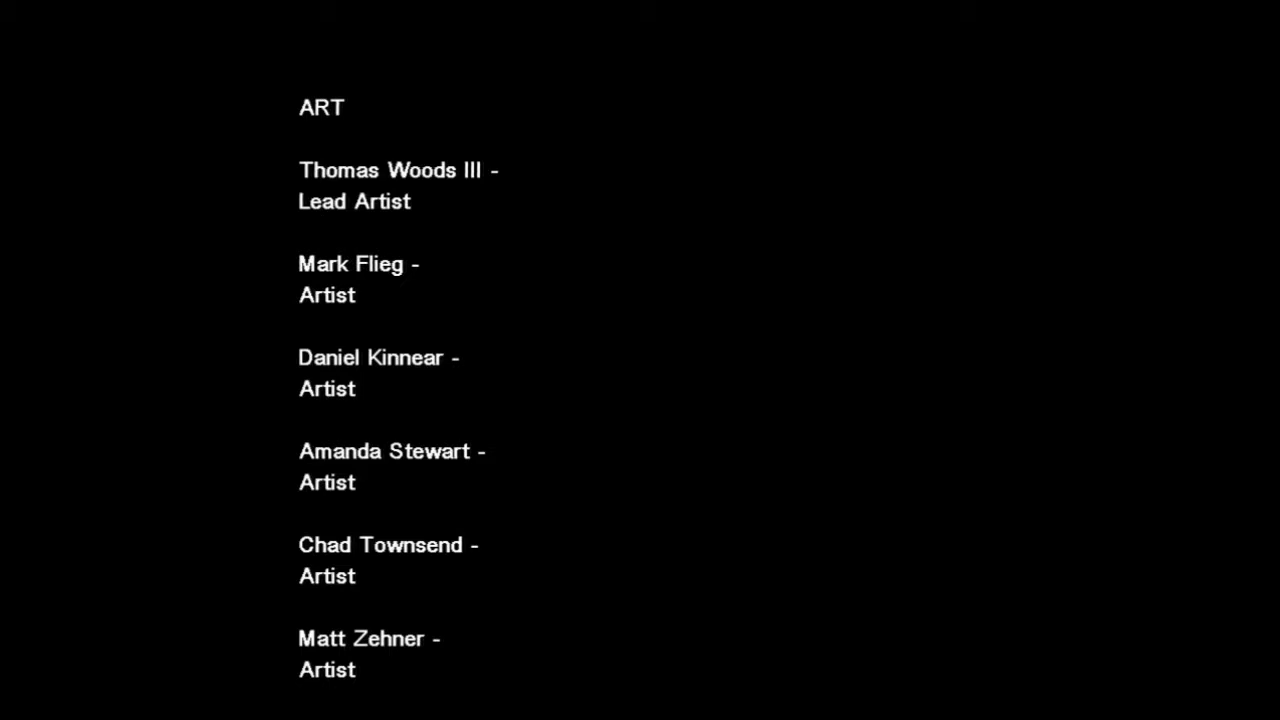 ART
Thomas Woods III -
Lead Artist
Mark Flieg -
Artist
Daniel Kinnear -
Artist
Amanda Stewart -
Artist
Chad Townsend -
Artist
Matt Zehner -
Artist